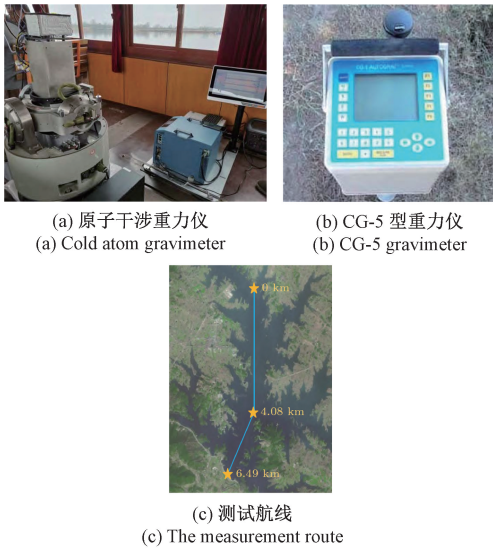 (a) 原子干涉重力仪
(a) Cold atom gravimeter
(b) CG-5 型重力仪
(b) CG-5 gravimeter
0 km
4.08 km
6.49 km
(c) 测试航线
(c) The measurement route